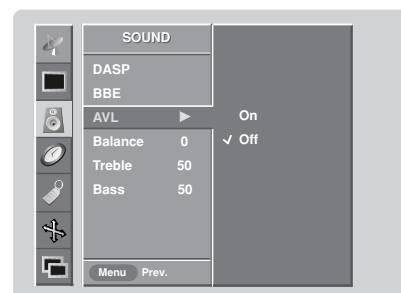 SOUND
DASP
BBE
AVL ▶ On
Balance 0 ✓ Off
Treble 50
Bass 50
Menu Prev.